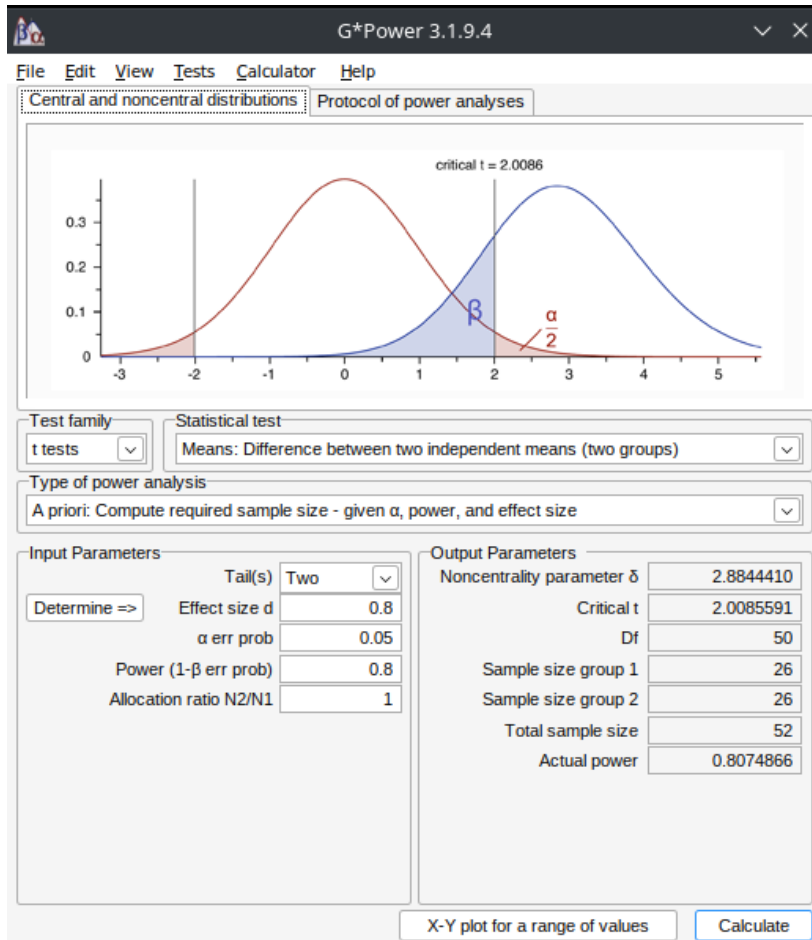 G*Power 3.1.9.4
File Edit View Tests Calculator Help
Central and noncentral distributions Protocol of power analyses
critical t = 2.0086
0.3
0.2
0.1
0
β
α
2
-3 -2 -1 0 1 2 3 4 5
Test family Statistical test
t tests Means: Difference between two independent means (two groups)
Type of power analysis
A priori: Compute required sample size - given α, power, and effect size
Input Parameters Output Parameters
Tail(s) Two Noncentrality parameter δ 2.8844410
Determine => Effect size d 0.8 Critical t 2.0085591
α err prob 0.05 Df 50
Power (1-β err prob) 0.8 Sample size group 1 26
Allocation ratio N2/N1 1 Sample size group 2 26
Total sample size 52
Actual power 0.8074866
X-Y plot for a range of values Calculate